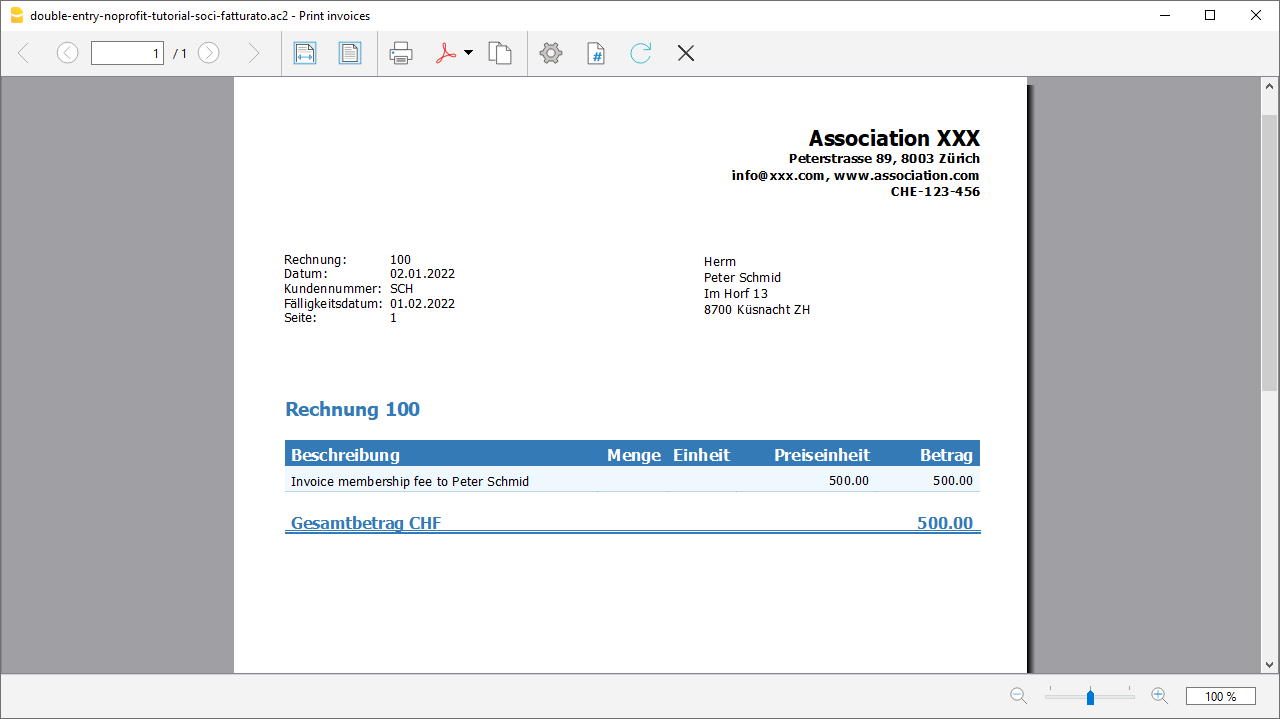 double-entry-noprofit-tutorial-soci-fatturato.ac2 - Print invoices
1 / 1
Association XXX
Peterstrasse 89, 8003 Zürich
info@xxx.com, www.association.com
CHE-123-456
Rechnung: 100
Datum: 02.01.2022
Kundennummer: SCH
Fälligkeitsdatum: 01.02.2022
Seite: 1
Herrn
Peter Schmid
Im Horf 13
8700 Küsnacht ZH
Rechnung 100
Beschreibung Menge Einheit Preiseinheit Betrag
Invoice membership fee to Peter Schmid 500.00 500.00
Gesamtbetrag CHF 500.00
100 %